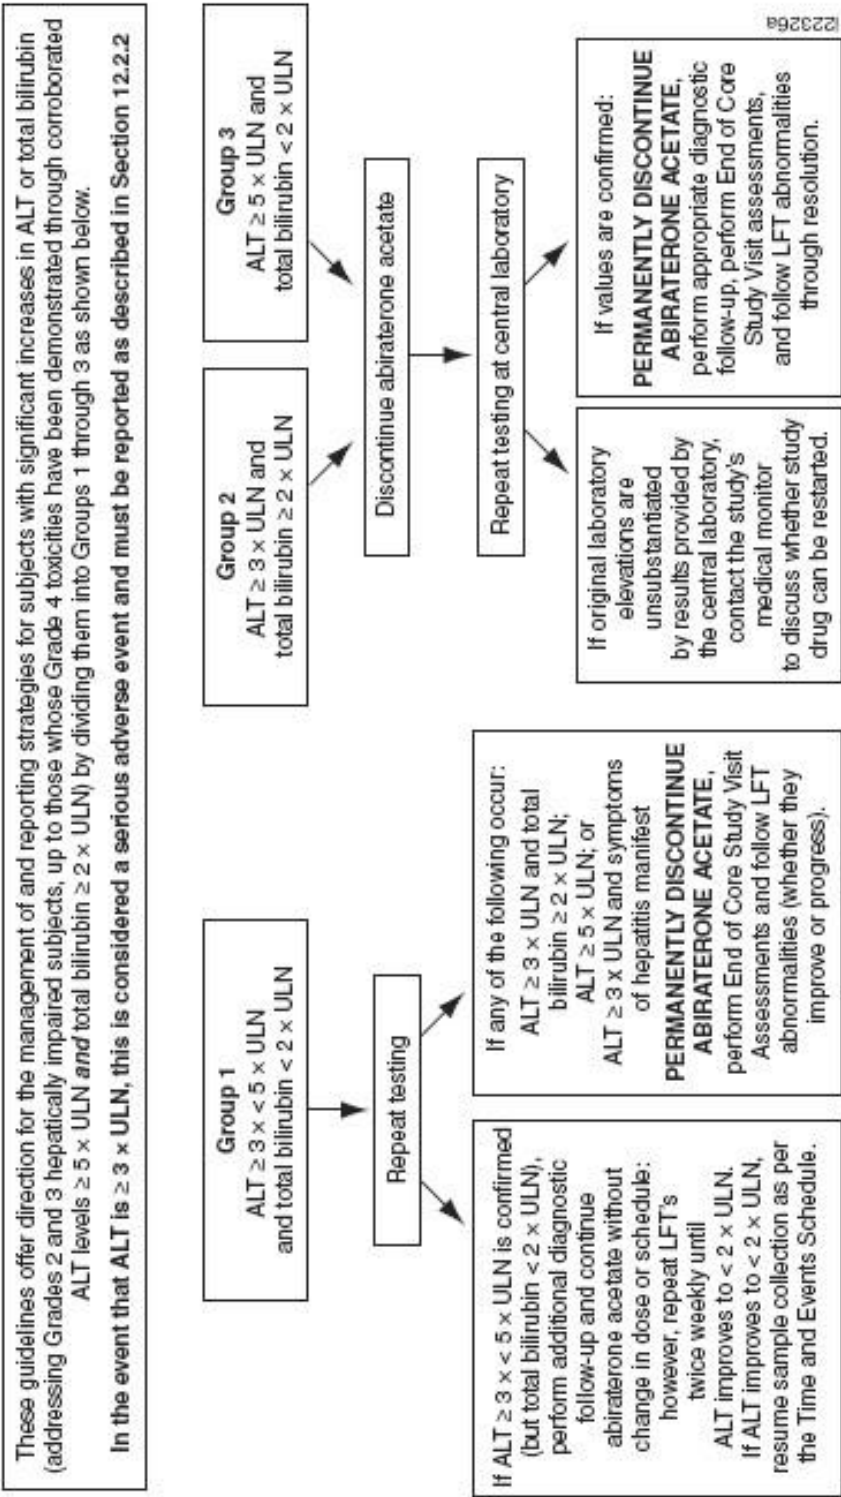 These guidelines offer direction for the management of and reporting strategies for subjects with significant increases in ALT or total bilirubin
(addressing Grades 2 and 3 hepatically impaired subjects, up to those whose Grade 4 toxicities have been demonstrated through corroborated
ALT levels ≥ 5 × ULN and total bilirubin ≥ 2 × ULN) by dividing them into Groups 1 through 3 as shown below.
In the event that ALT is ≥ 3 × ULN, this is considered a serious adverse event and must be reported as described in Section 12.2.2
Group 1
ALT ≥ 3 × < 5 × ULN
and total bilirubin < 2 × ULN
Repeat testing
If ALT ≥ 3 × < 5 × ULN is confirmed
(but total bilirubin < 2 × ULN),
perform additional diagnostic
follow-up and continue
abiraterone acetate without
change in dose or schedule:
however, repeat LFT's
twice weekly until
ALT improves to < 2 × ULN.
If ALT improves to < 2 × ULN,
resume sample collection as per
the Time and Events Schedule.
If any of the following occur:
ALT ≥ 3 × ULN and total
bilirubin ≥ 2 × ULN;
ALT ≥ 5 × ULN; or
ALT ≥ 3 x ULN and symptoms
of hepatitis manifest
PERMANENTLY DISCONTINUE
ABIRATERONE ACETATE,
perform End of Core Study Visit
Assessments and follow LFT
abnormalities (whether they
improve or progress).
Group 2
ALT ≥ 3 × ULN and
total bilirubin ≥ 2 × ULN
Group 3
ALT ≥ 5 × ULN and
total bilirubin < 2 × ULN
Discontinue abiraterone acetate
Repeat testing at central laboratory
If original laboratory
elevations are
unsubstantiated
by results provided by
the central laboratory,
contact the study's
medical monitor
to discuss whether study
drug can be restarted.
If values are confirmed:
PERMANENTLY DISCONTINUE
ABIRATERONE ACETATE,
perform appropriate diagnostic
follow-up, perform End of Core
Study Visit assessments,
and follow LFT abnormalities
through resolution.
i22326a